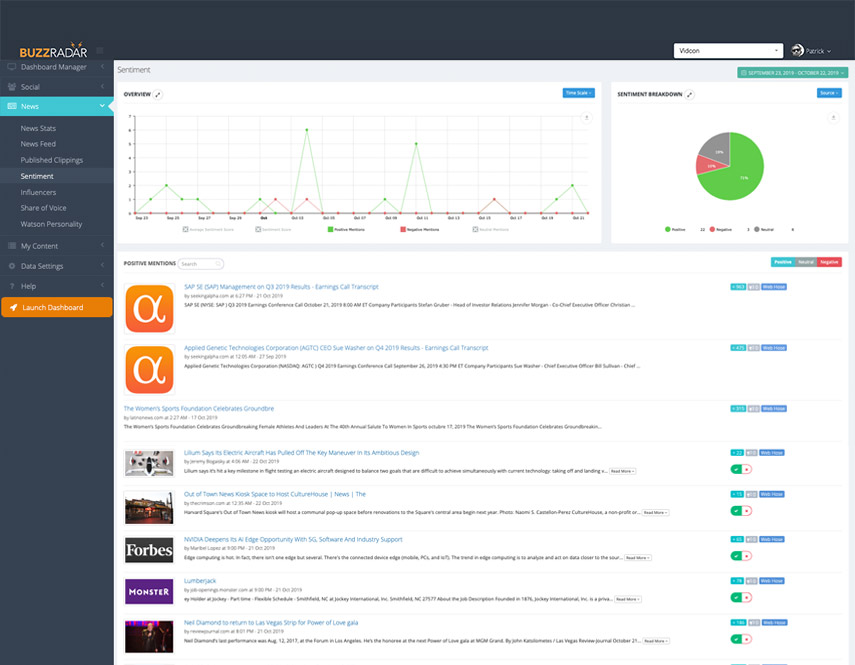 BUZZRADAR
Vidcon
Patrick
Dashboard Manager
Social
News
News Stats
News Feed
Published Clippings
Sentiment
Influencers
Share of Voice
Watson Personality
My Content
Data Settings
Help
Launch Dashboard
Sentiment
SEPTEMBER 23, 2019 - OCTOBER 22, 2019
OVERVIEW
Time Scale
7
6
5
4
3
2
1
0
Sep 23 Sep 25 Sep 27 Sep 29 Oct Oct 03 Oct 05 Oct 07 Oct 09 Oct 11 Oct 13 Oct 15 Oct 17 Oct 19 Oct 21
Average Sentiment Score Sentiment Score Positive Mentions Negative Mentions Neutral Mentions
SENTIMENT BREAKDOWN
Source
Positive 22 Negative 3 Neutral
POSITIVE MENTIONS
Search
Positive Neutral Negative
SAP SE (SAP) Management on Q3 2019 Results - Earnings Call Transcript
by seekingalpha.com at 6:27 PM - 21 Oct 2019
SAP SE (NYSE: SAP ) Q3 2019 Earnings Conference Call October 21, 2019 8:00 AM ET Company Participants Stefan Gruber - Head of Investor Relations Jennifer Morgan - Co-Chief Executive Officer Christian ...
Web Hose
Applied Genetic Technologies Corporation (AGTC) CEO Sue Washer on Q4 2019 Results - Earnings Call Transcript
by seekingalpha.com at 12:05 AM - 27 Sep 2019
Applied Genetic Technologies Corporation (NASDAQ: AGTC ) Q4 2019 Earnings Conference Call September 26, 2019 4:30 PM ET Company Participants Sue Washer - Chief Executive Officer Bill Sullivan - Chief ...
Web Hose
The Women's Sports Foundation Celebrates Groundbre
by latinonews.com at 2:27 AM - 17 Oct 2019
The Women's Sports Foundation Celebrates Groundbreaking Female Athletes And Leaders At The 40th Annual Salute To Women in Sports octubre 17, 2019 The Women's Sports Foundation Celebrates Groundbreakin...
Web Hose
Lilium Says Its Electric Aircraft Has Pulled Off The Key Maneuver In Its Ambitious Design
by Jeremy Bogaisky at 4:00 AM - 22 Oct 2019
Lilium says it's hit a key milestone in flight testing an electric aircraft designed to balance two goals that are difficult to achieve simultaneously with current technology: taking off and landing s... Read More
Web Hose
Out of Town News Kiosk Space to Host CultureHouse | News | The
by thecrimson.com at 12:35 AM - 22 Oct 2019
Harvard Square's Out of Town News kiosk will host a communal pop-up space before renovations to the Square's central area begin next year. Photo: Naomi S. Castellon-Perez CultureHouse, a non-profit or... Read More
Web Hose
Forbes
NVIDIA Deepens Its Ai Edge Opportunity With 5G, Software And Industry Support
by Maribel Lopez at 9:00 PM - 21 Oct 2019
Edge computing is hot. In fact, there isn't one edge but several. There's the connected device edge (mobile, PCs, and IoT). The trend in edge computing is to analyze and act on data closer to the sour... Read More
Web Hose
MONSTER
Lumberjack
by job-openings.monster.com at 9:00 PM - 21 Oct 2019
ey Holder at Jockey - Part time - Flexible Schedule - Smithfield, NC at Jockey International, Inc. Smithfield, NC 27577 About the Job Description Founded in 1876, Jockey International, Inc. is a priva... Read More
Web Hose
Neil Diamond to return to Las Vegas Strip for Power of Love gala
by reviewjournal.com at 8:01 PM - 21 Oct 2019
Neil Diamond's last performance was Aug. 12, 2017, at the Forum in Los Angeles. He's the honoree at the next Power of Love gala at MGM Grand. By John Katsilometes / Las Vegas Review-Journal October 21... Read More
Web Hose